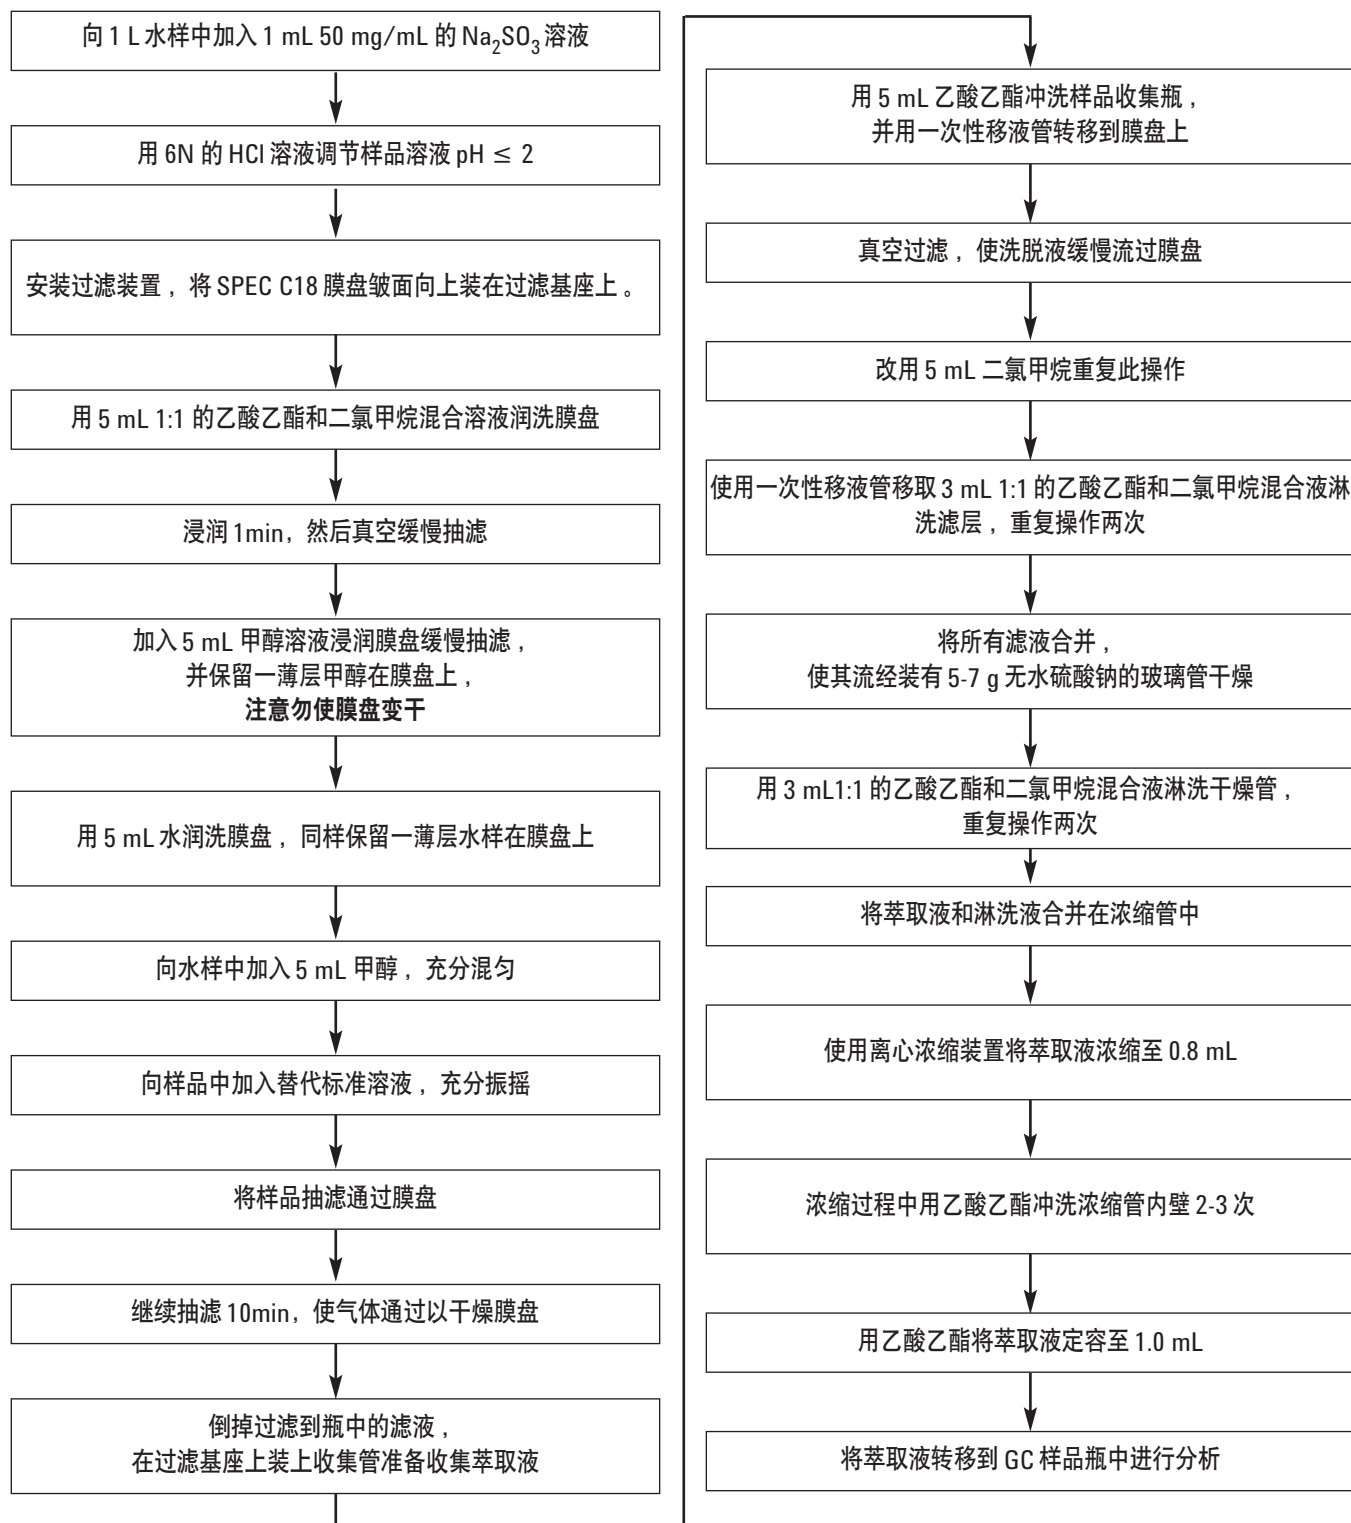 向 1 L 水样中加入 1 mL 50 mg/mL 的 Na₂SO₃ 溶液
用 6N 的 HCl 溶液调节样品溶液 pH ≤ 2
安装过滤装置，将 SPEC C18 膜盘皱面向上装在过滤基座上。
用 5 mL 1:1 的乙酸乙酯和二氯甲烷混合溶液润洗膜盘
浸润 1min，然后真空缓慢抽滤
加入 5 mL 甲醇溶液浸润膜盘缓慢抽滤，
并保留一薄层甲醇在膜盘上，
注意勿使膜盘变干
用 5 mL 水润洗膜盘，同样保留一薄层水样在膜盘上
向水样中加入 5 mL 甲醇，充分混匀
向样品中加入替代标准溶液，充分振摇
将样品抽滤通过膜盘
继续抽滤 10min，使气体通过以干燥膜盘
倒掉过滤到瓶中的滤液，
在过滤基座上装上收集管准备收集萃取液
用 5 mL 乙酸乙酯冲洗样品收集瓶，
并用一次性移液管转移到膜盘上
真空过滤，使洗脱液缓慢流过膜盘
改用 5 mL 二氯甲烷重复此操作
使用一次性移液管移取 3 mL 1:1 的乙酸乙酯和二氯甲烷混合液淋
洗滤层，重复操作两次
将所有滤液合并，
使其流经装有 5-7 g 无水硫酸钠的玻璃管干燥
用 3 mL1:1 的乙酸乙酯和二氯甲烷混合液淋洗干燥管，
重复操作两次
将萃取液和淋洗液合并在浓缩管中
使用离心浓缩装置将萃取液浓缩至 0.8 mL
浓缩过程中用乙酸乙酯冲洗浓缩管内壁 2-3 次
用乙酸乙酯将萃取液定容至 1.0 mL
将萃取液转移到 GC 样品瓶中进行分析